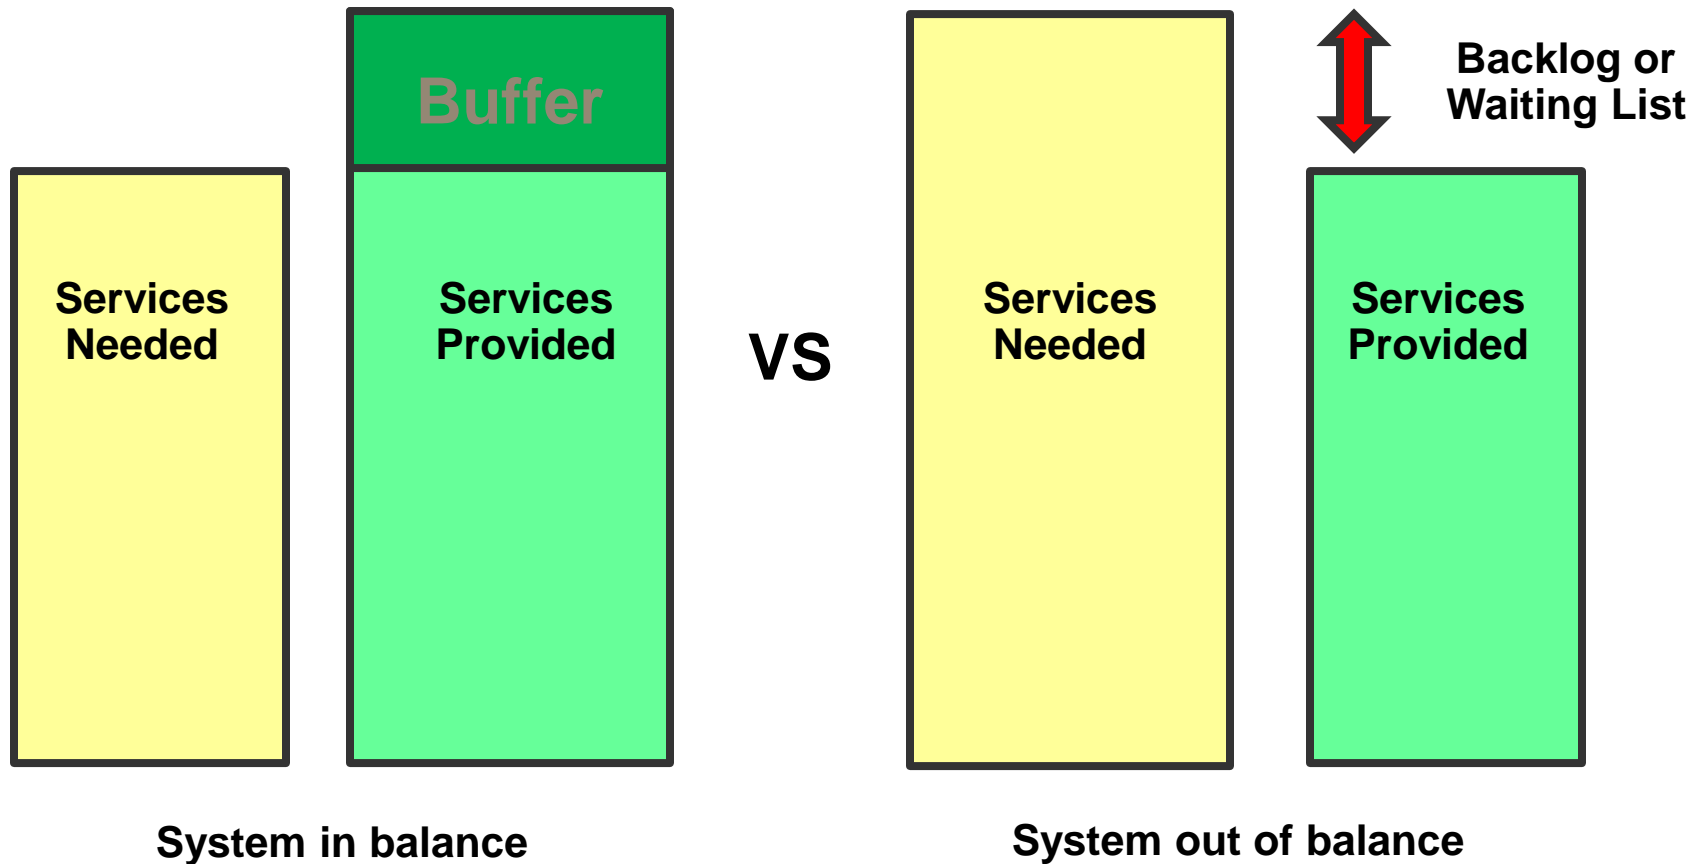 Buffer
Services
Needed
Services
Provided
System in balance
VS
Services
Needed
Backlog or
Waiting List
Services
Provided
System out of balance